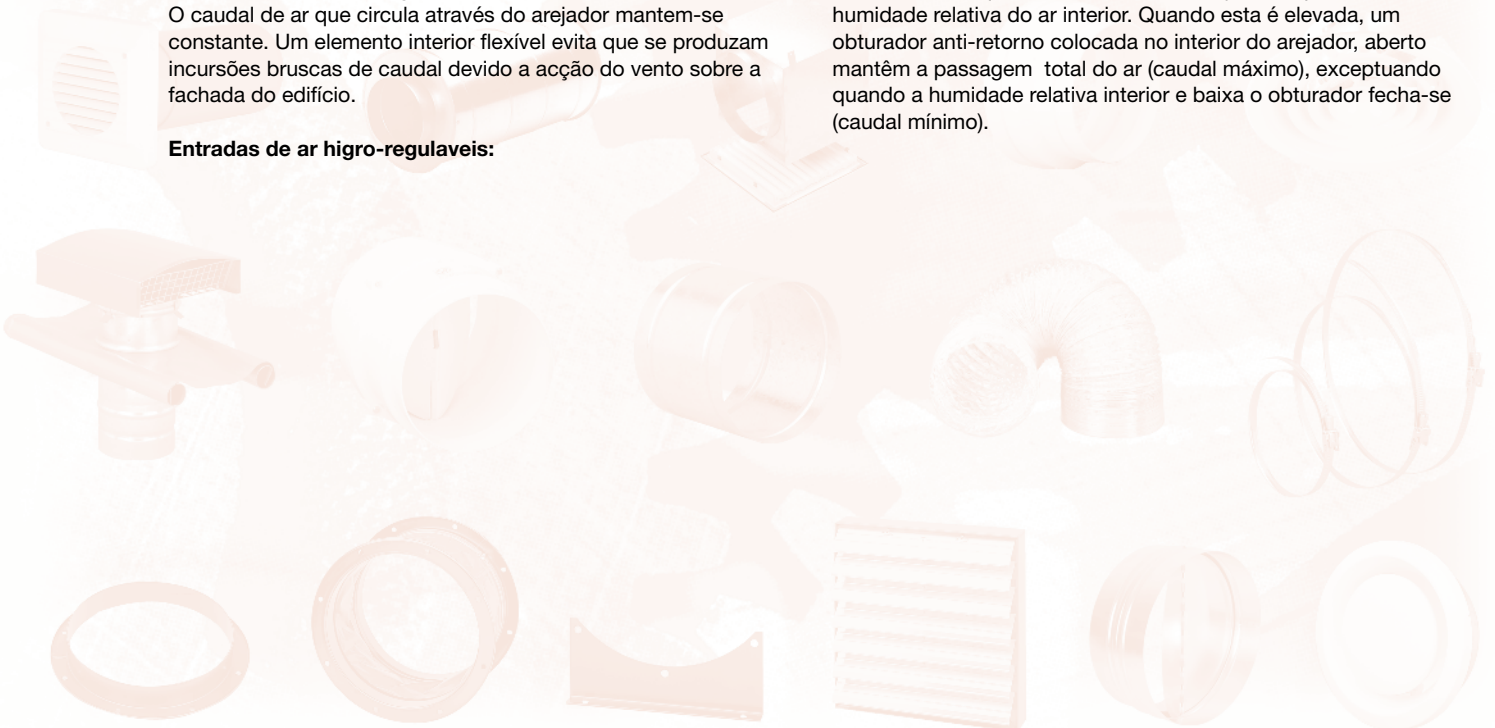 O caudal de ar que circula através do arejador mantem-se
constante. Um elemento interior flexível evita que se produzam
incursões bruscas de caudal devido a acção do vento sobre a
fachada do edifício.
Entradas de ar higro-regulaveis:
humidade relativa do ar interior. Quando esta é elevada, um
obturador anti-retorno colocada no interior do arejador, aberto
mantêm a passagem total do ar (caudal máximo), exceptuando
quando a humidade relativa interior e baixa o obturador fecha-se
(caudal mínimo).